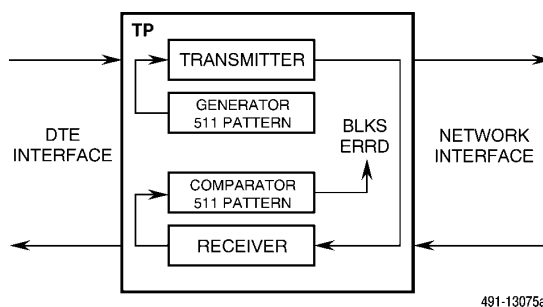 TP
TRANSMITTER
GENERATOR
511 PATTERN
DTE
INTERFACE
BLKS
ERRD
NETWORK
INTERFACE
COMPARATOR
511 PATTERN
RECEIVER
491-13075a